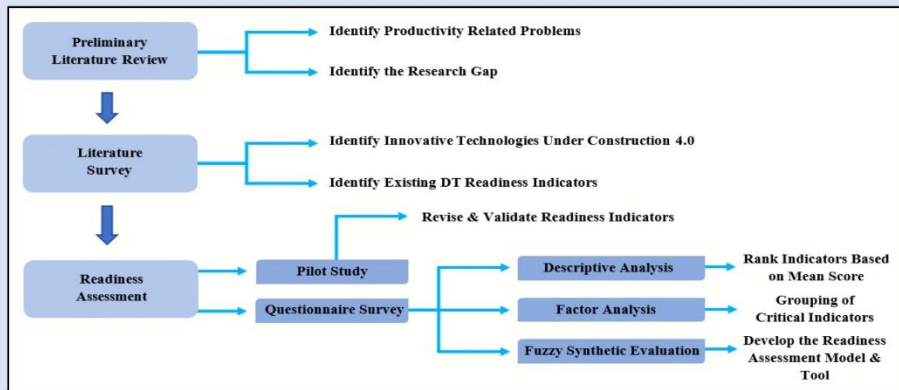 Preliminary
Literature Review
Identify Productivity Related Problems
Identify the Research Gap
Literature
Survey
Identify Innovative Technologies Under Construction 4.0
Identify Existing DT Readiness Indicators
Revise & Validate Readiness Indicators
Readiness
Assessment
Pilot Study
Questionnaire Survey
Descriptive Analysis
Rank Indicators Based
on Mean Score
Factor Analysis
Grouping of
Critical Indicators
Fuzzy Synthetic Evaluation
Develop the Readiness
Assessment Model &
Tool